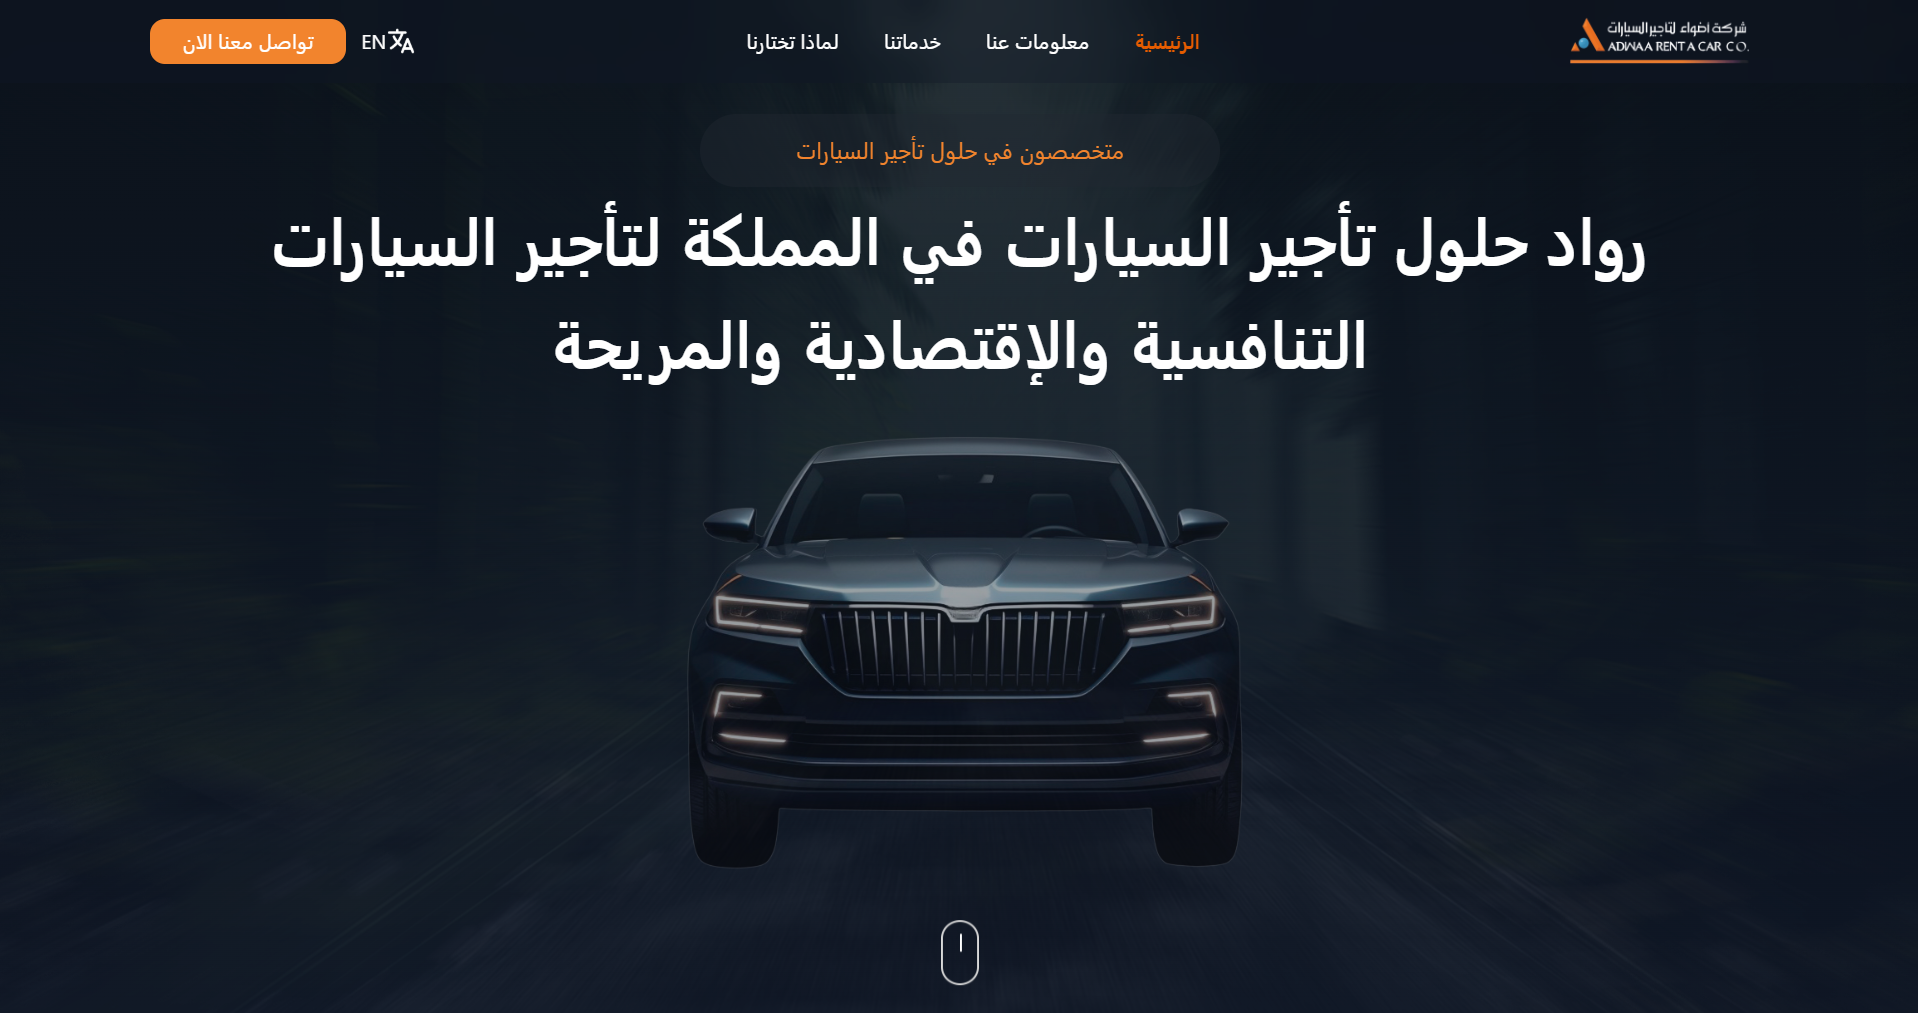 شركة اضواء لتاجير السيارات
ADWAA RENT A CAR CO.
الرئيسية
معلومات عنا
خدماتنا
لماذا تختارنا
EN
تواصل معنا الان
متخصصون في حلول تأجير السيارات
رواد حلول تأجير السيارات في المملكة لتأجير السيارات
التنافسية والإقتصادية والمريحة